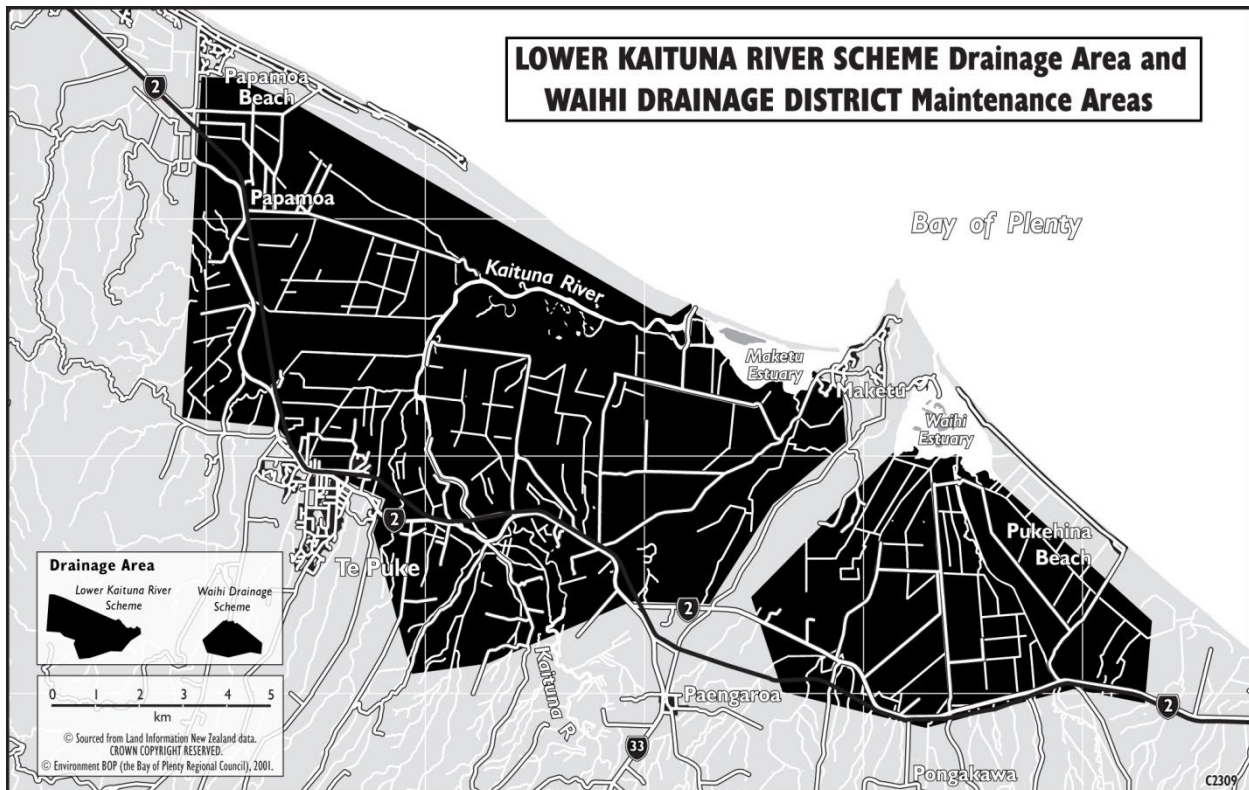 LOWER KAITUNA RIVER SCHEME Drainage Area and
WAIHI DRAINAGE DISTRICT Maintenance Areas
2
Papamoa
Beach
Papamoa
Bay of Plenty
Kaituna River
Maketu
Estuary
Maketu
Waihi
Estuary
Pukehina
Beach
2
Te Puke
2
Kaituna R
Paengaroa
2
33
Pongakawa
Drainage Area
Lower Kaituna River
Scheme
Waihi Drainage
Scheme
0 1 2 3 4 5
km
© Sourced from Land Information New Zealand data.
CROWN COPYRIGHT RESERVED.
© Environment BOP (the Bay of Plenty Regional Council), 2001.
C2309